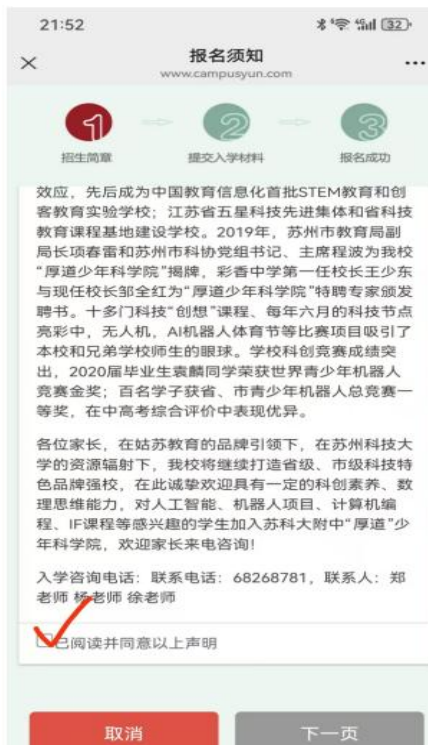 21:52
32
报名须知
www.campusyun.com
1
2
3
招生简章
提交入学材料
报名成功
效应，先后成为中国教育信息化首批STEM教育和创
客教育实验学校；江苏省五星科技先进集体和省科技
教育课程基地建设学校。2019年，苏州市教育局副
局长项春雷和苏州市科协党组书记、主席程波为我校
“厚道少年科学院”揭牌，彩香中学第一任校长王少东
与现任校长邹全红为“厚道少年科学院”特聘专家颁发
聘书。十多门科技“创想”课程、每年六月的科技节点
亮彩中，无人机，AI机器人体育节等比赛项目吸引了
本校和兄弟学校师生的眼球。学校科创竞赛成绩突
出，2020届毕业生袁麟同学荣获世界青少年机器人
竞赛金奖；百名学子获省、市青少年机器人总竞赛一
等奖，在中高考综合评价中表现优异。
各位家长，在姑苏教育的品牌引领下，在苏州科技大
学的资源辐射下，我校将继续打造省级、市级科技特
色品牌强校，在此诚挚欢迎具有一定的科创素养、数
理思维能力，对人工智能、机器人项目、计算机编
程、IF课程等感兴趣的学生加入苏科大附中“厚道”少
年科学院，欢迎家长来电咨询！
入学咨询电话：联系电话：68268781，联系人：郑
老师 杨老师 徐老师
已阅读并同意以上声明
取消
下一页